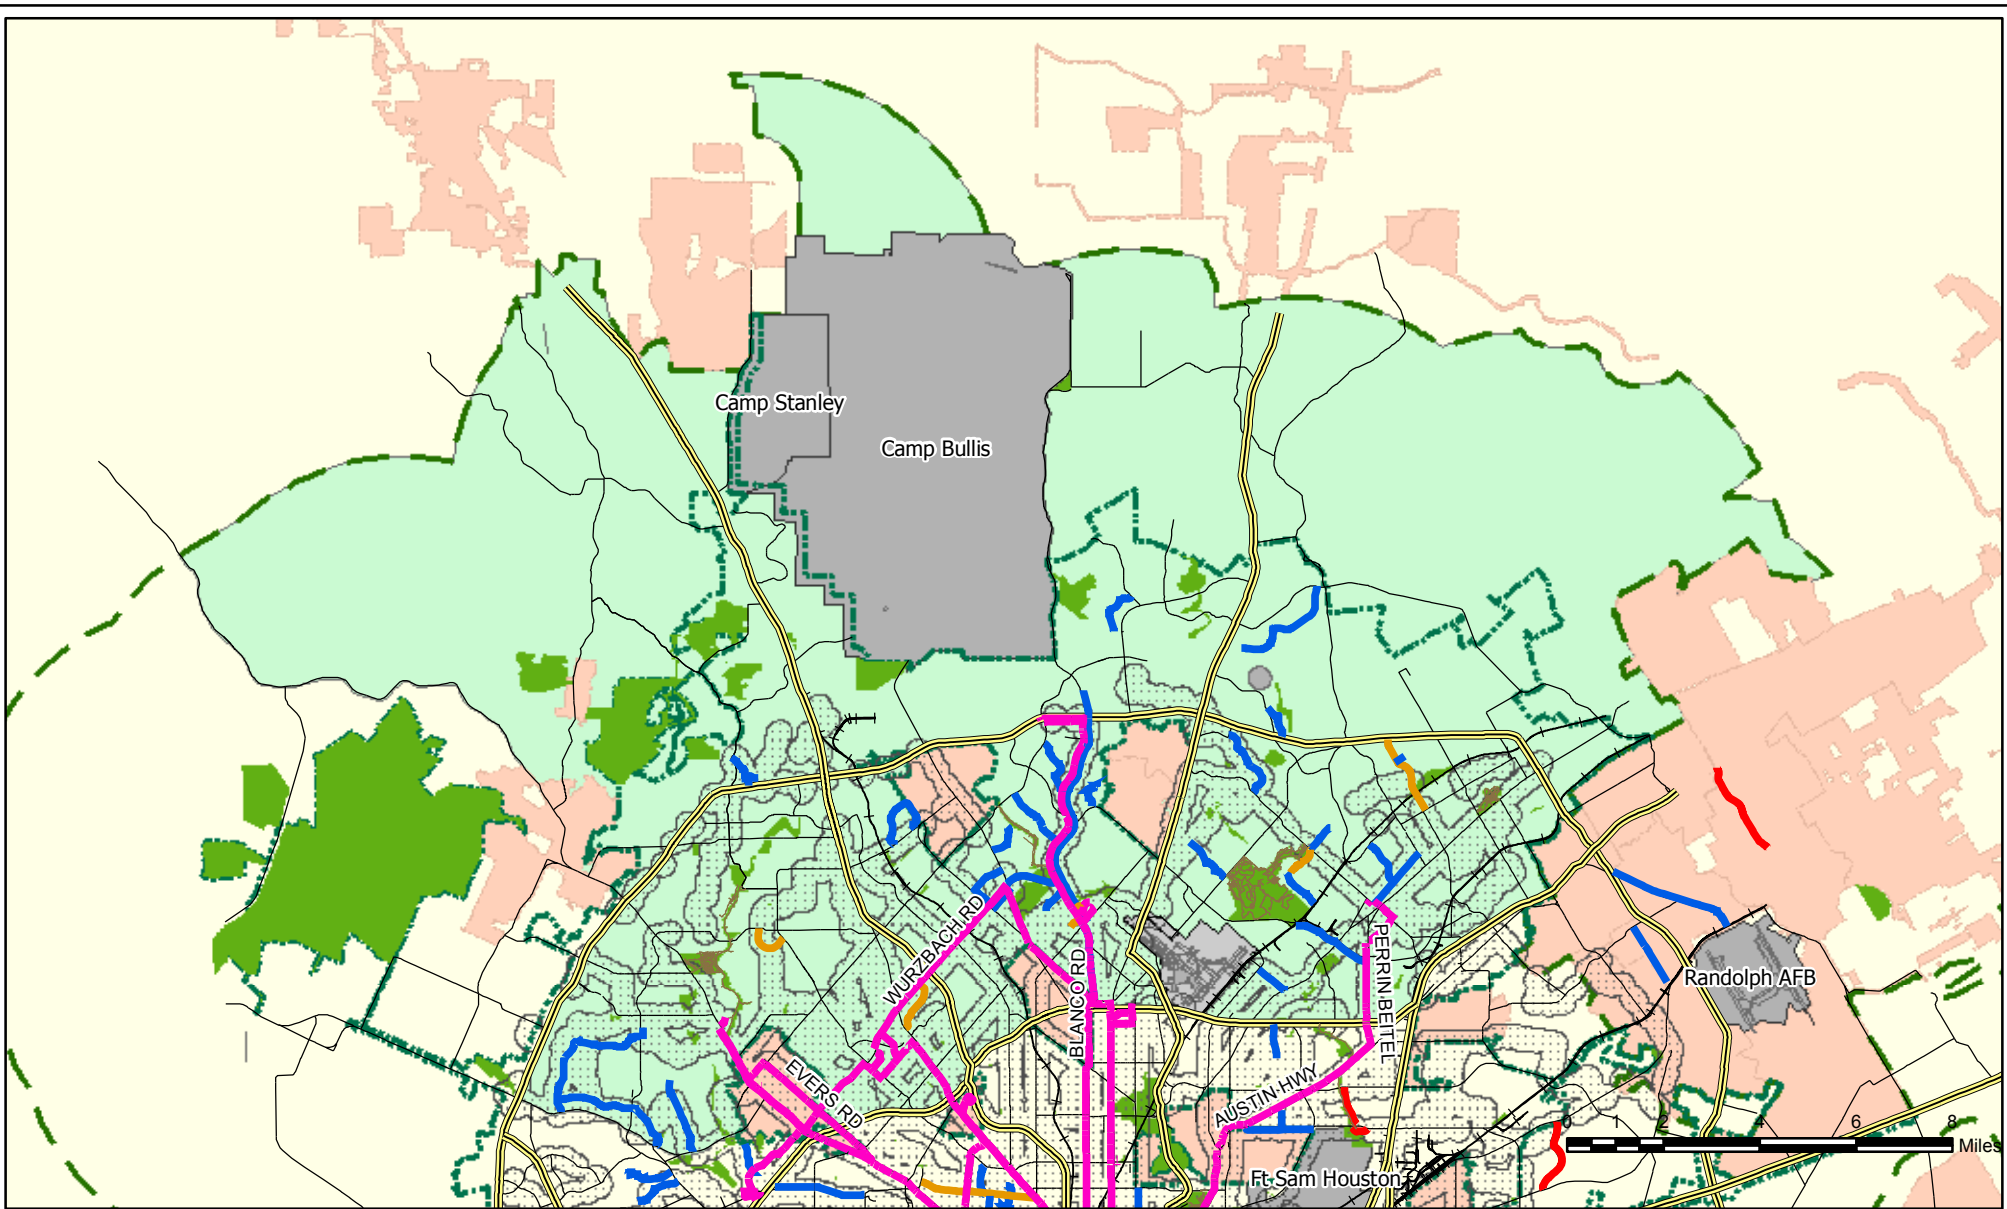 Camp Stanley
Camp Bullis
WURZBACH RD
BLANCO RD
PERRIN BEITEL
Randolph AFB
EVERS RD
AUSTIN HWY
0 1 2 4 6 8
Miles
Ft Sam Houston